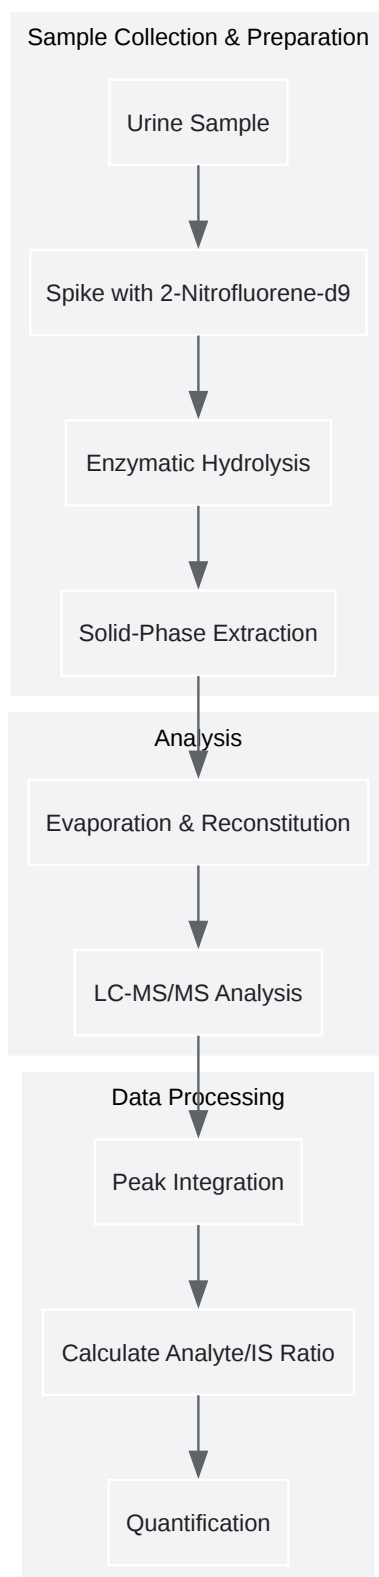 Sample Collection & Preparation
Urine Sample
Spike with 2-Nitrofluorene-d9
Enzymatic Hydrolysis
Solid-Phase Extraction
Analysis
Evaporation & Reconstitution
LC-MS/MS Analysis
Data Processing
Peak Integration
Calculate Analyte/IS Ratio
Quantification